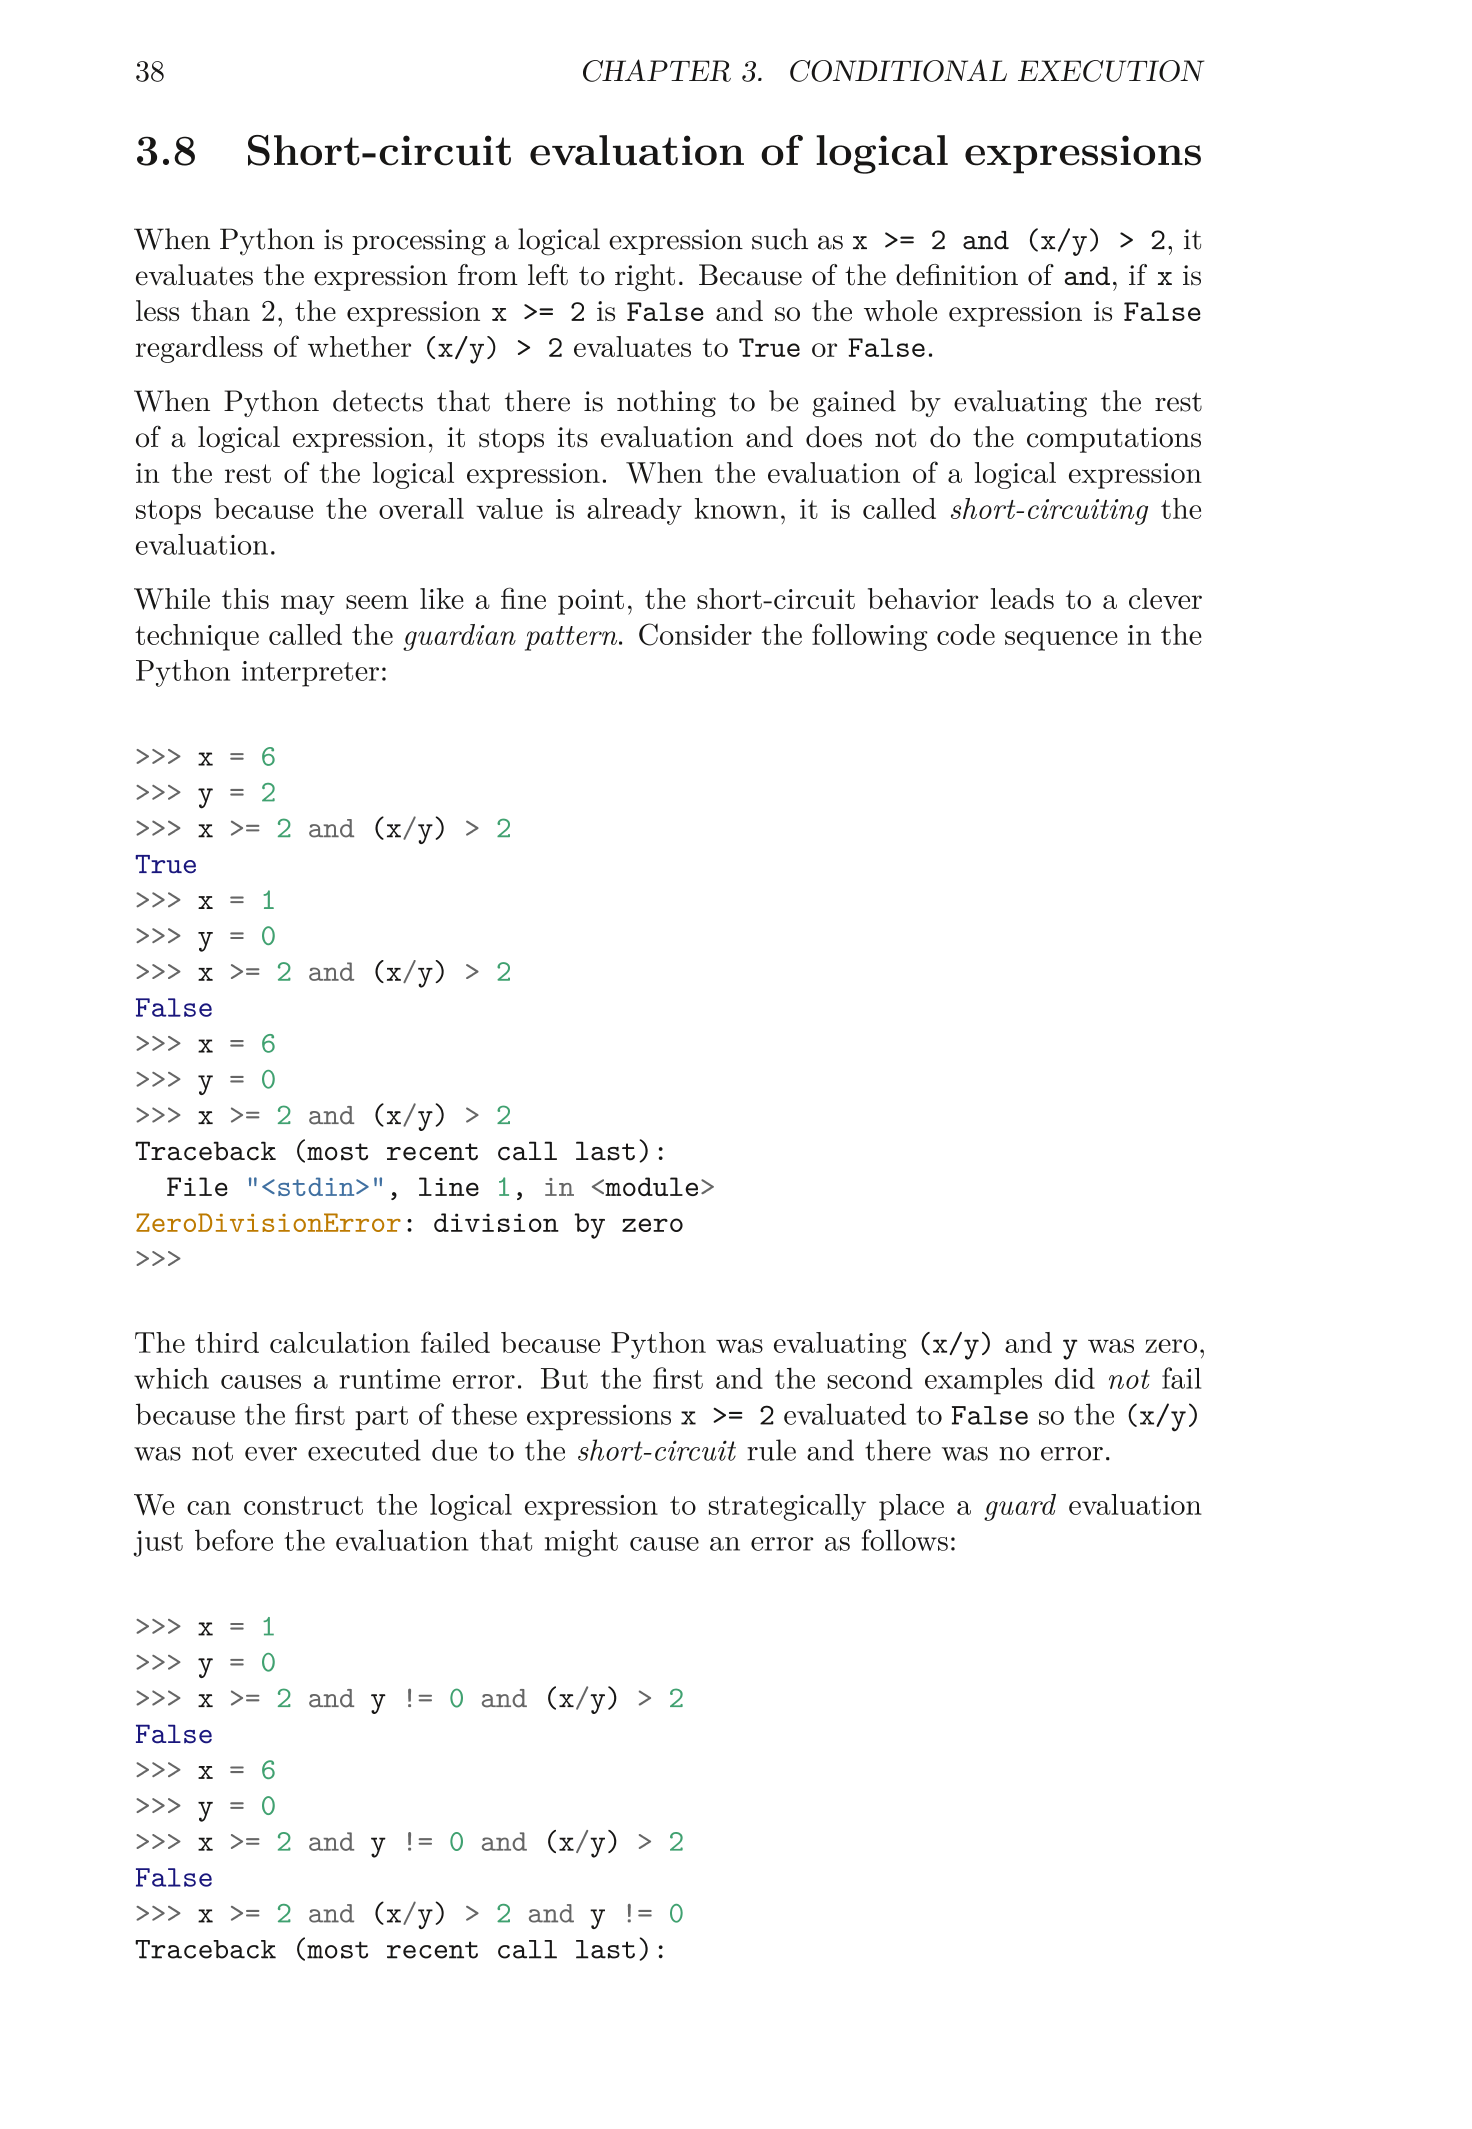 38 CHAPTER 3. CONDITIONAL EXECUTION
3.8 Short-circuit evaluation of logical expressions
When Python is processing a logical expression such as x >= 2 and (x/y) > 2, it
evaluates the expression from left to right. Because of the definition of and, if x is
less than 2, the expression x >= 2 is False and so the whole expression is False
regardless of whether (x/y) > 2 evaluates to True or False.
When Python detects that there is nothing to be gained by evaluating the rest
of a logical expression, it stops its evaluation and does not do the computations
in the rest of the logical expression. When the evaluation of a logical expression
stops because the overall value is already known, it is called short-circuiting the
evaluation.
While this may seem like a fine point, the short-circuit behavior leads to a clever
technique called the guardian pattern. Consider the following code sequence in the
Python interpreter:
>>> x = 6
>>> y = 2
>>> x >= 2 and (x/y) > 2
True
>>> x = 1
>>> y = 0
>>> x >= 2 and (x/y) > 2
False
>>> x = 6
>>> y = 0
>>> x >= 2 and (x/y) > 2
Traceback (most recent call last):
  File "<stdin>", line 1, in <module>
ZeroDivisionError: division by zero
>>>
The third calculation failed because Python was evaluating (x/y) and y was zero,
which causes a runtime error. But the first and the second examples did not fail
because the first part of these expressions x >= 2 evaluated to False so the (x/y)
was not ever executed due to the short-circuit rule and there was no error.
We can construct the logical expression to strategically place a guard evaluation
just before the evaluation that might cause an error as follows:
>>> x = 1
>>> y = 0
>>> x >= 2 and y != 0 and (x/y) > 2
False
>>> x = 6
>>> y = 0
>>> x >= 2 and y != 0 and (x/y) > 2
False
>>> x >= 2 and (x/y) > 2 and y != 0
Traceback (most recent call last):